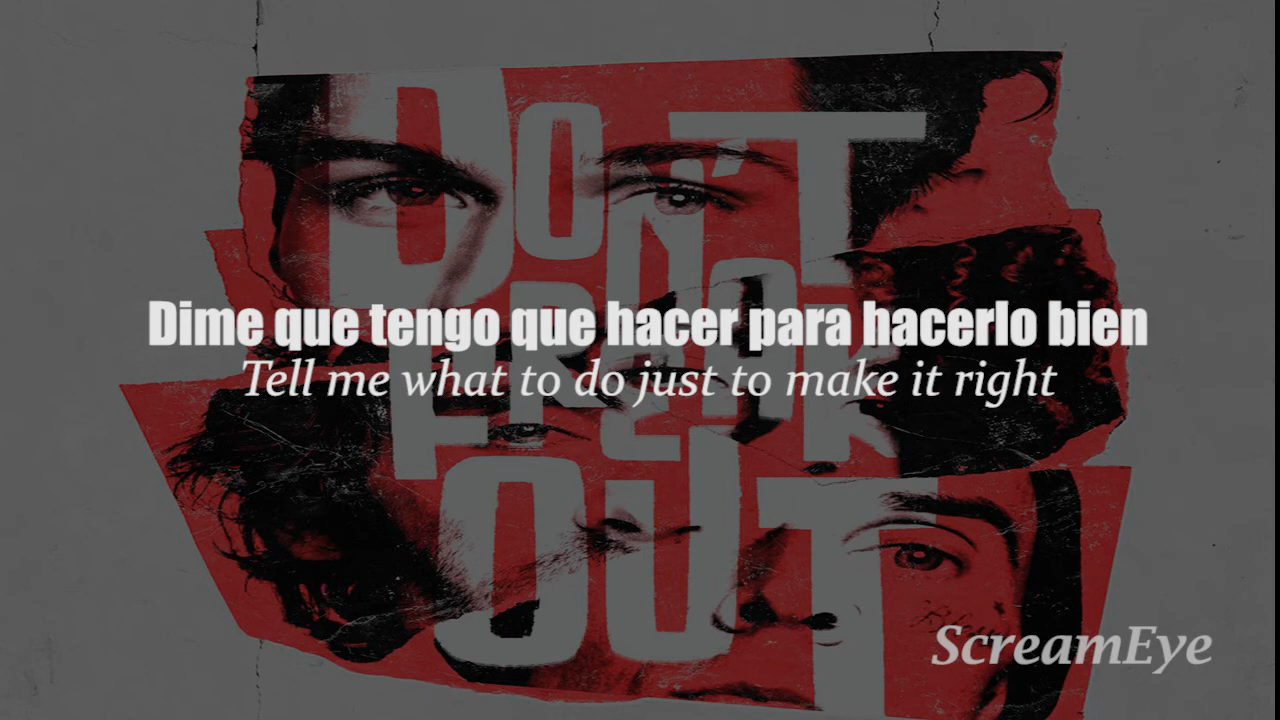 DON'T
FREAK
OUT
Dime que tengo que hacer para hacerlo bien
Tell me what to do just to make it right
ScreamEye